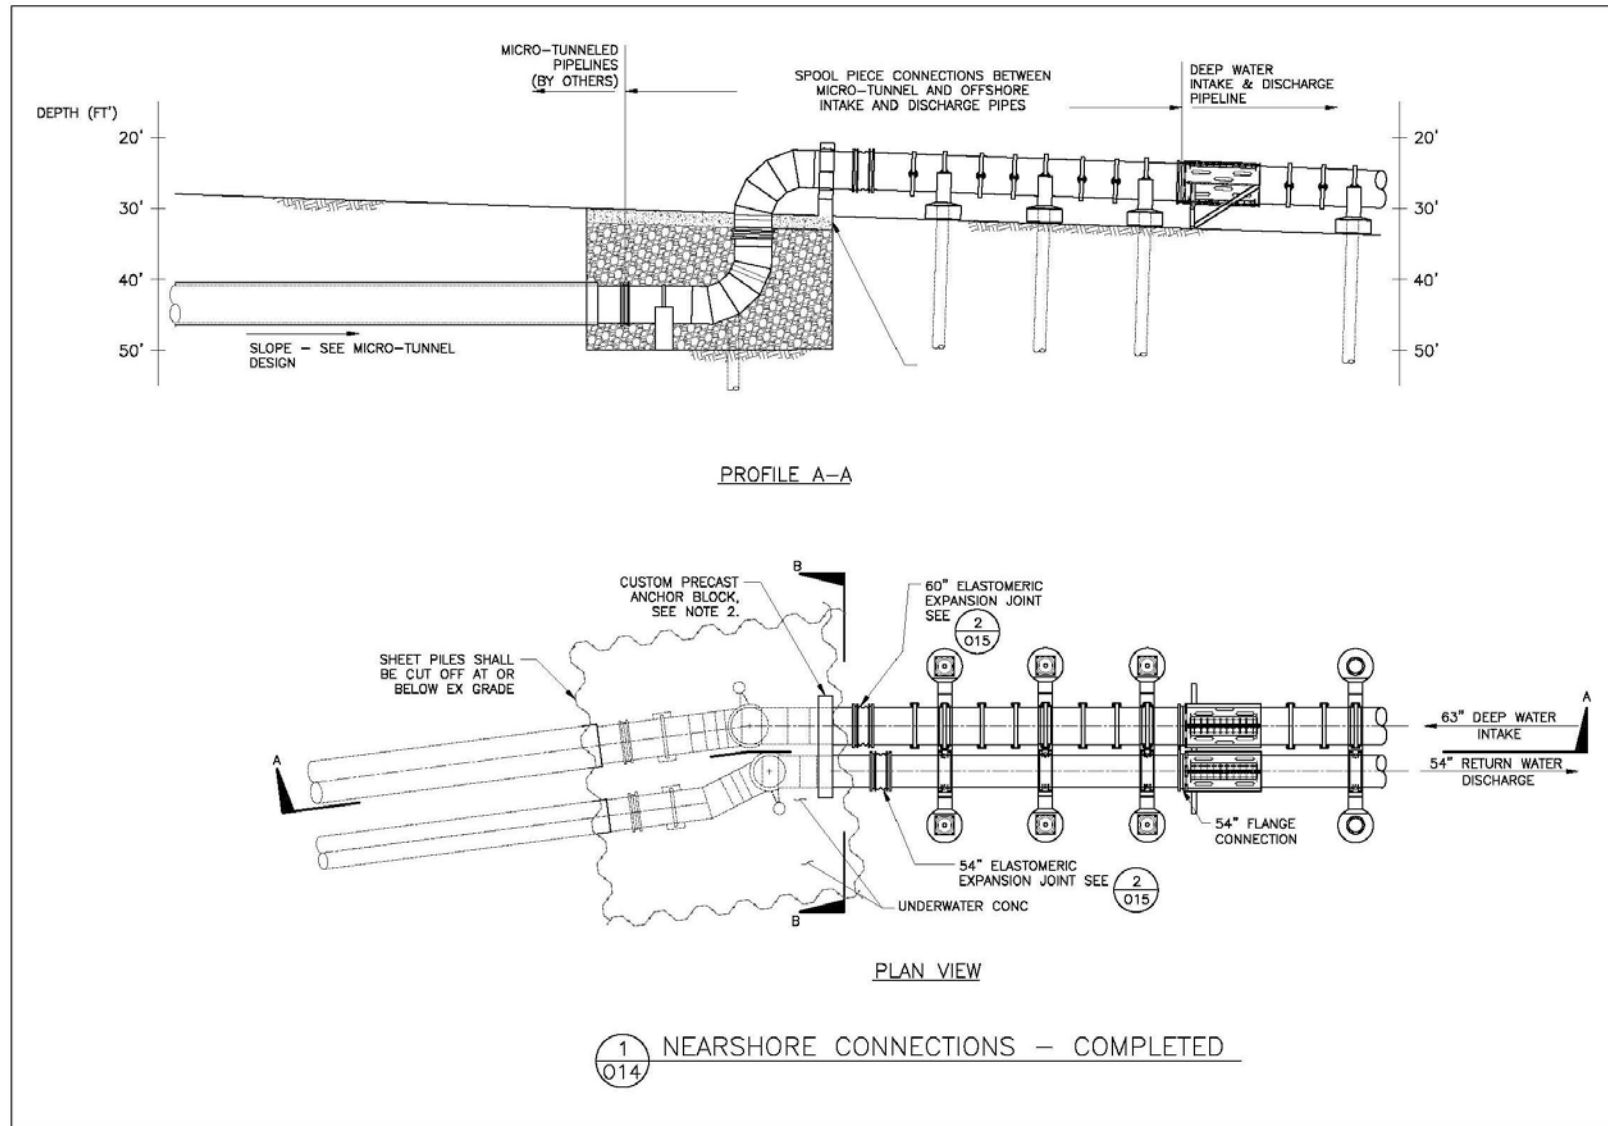 MICRO-TUNNELED
PIPELINES
(BY OTHERS)
SPOOL PIECE CONNECTIONS BETWEEN
MICRO-TUNNEL AND OFFSHORE
INTAKE AND DISCHARGE PIPES
DEEP WATER
INTAKE & DISCHARGE
PIPELINE
DEPTH (FT')
20'
30'
40'
50'
20'
30'
40'
50'
SLOPE - SEE MICRO-TUNNEL
DESIGN
PROFILE A-A
B
CUSTOM PRECAST
ANCHOR BLOCK,
SEE NOTE 2.
60" ELASTOMERIC
EXPANSION JOINT
SEE
2
015
SHEET PILES SHALL
BE CUT OFF AT OR
BELOW EX GRADE
A
63" DEEP WATER
INTAKE
54" RETURN WATER
DISCHARGE
A
54" FLANGE
CONNECTION
54" ELASTOMERIC
EXPANSION JOINT SEE
2
015
UNDERWATER CONC
B
PLAN VIEW
1
014
NEARSHORE CONNECTIONS - COMPLETED